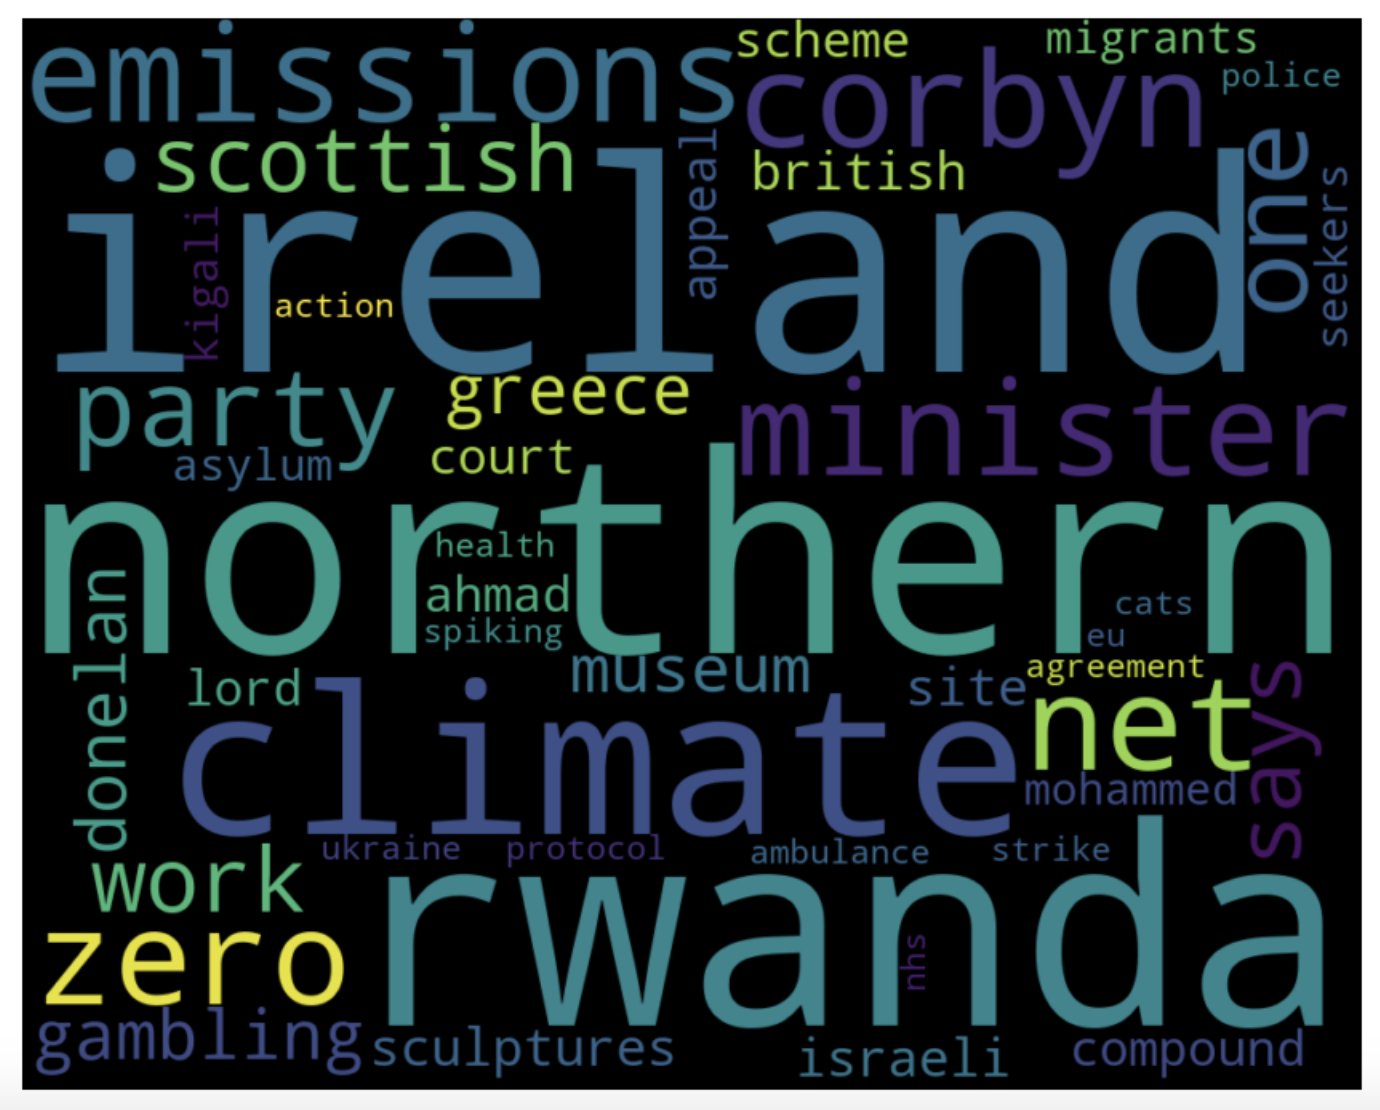 emissions
scheme
migrants
police
corbyn
scottish
british
appeal
one
seekers
ireland
kigali
action
party
greece
minister
court
asylum
northern
health
ahmad
spiking
cats
eu
donelan
lord
museum
site
agreement
net
says
climate
mohammed
ukraine
protocol
ambulance
strike
work
rwanda
zero
nhs
gambling
sculptures
israeli
compound